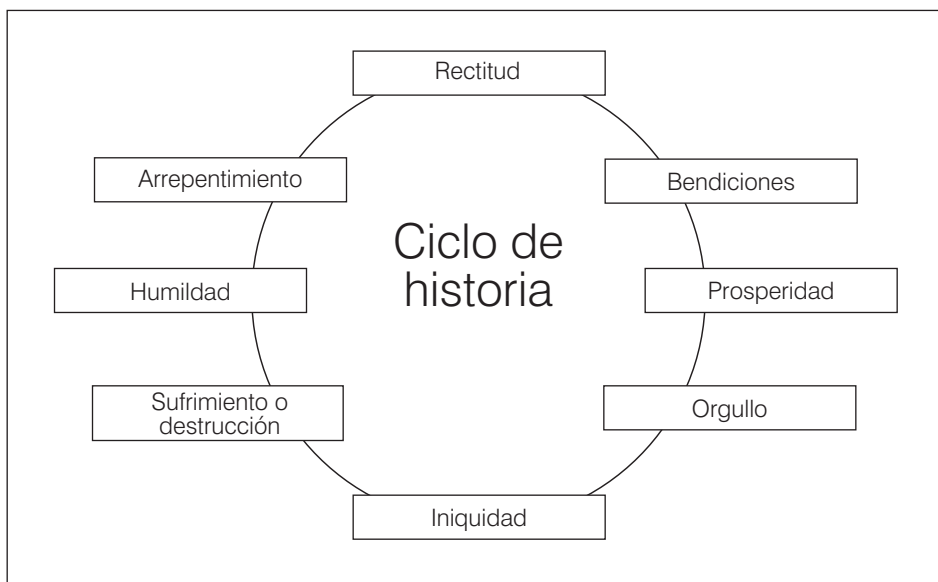 Rectitud
Arrepentimiento
Bendiciones
Ciclo de
historia
Humildad
Prosperidad
Sufrimiento o
destrucción
Orgullo
Iniquidad